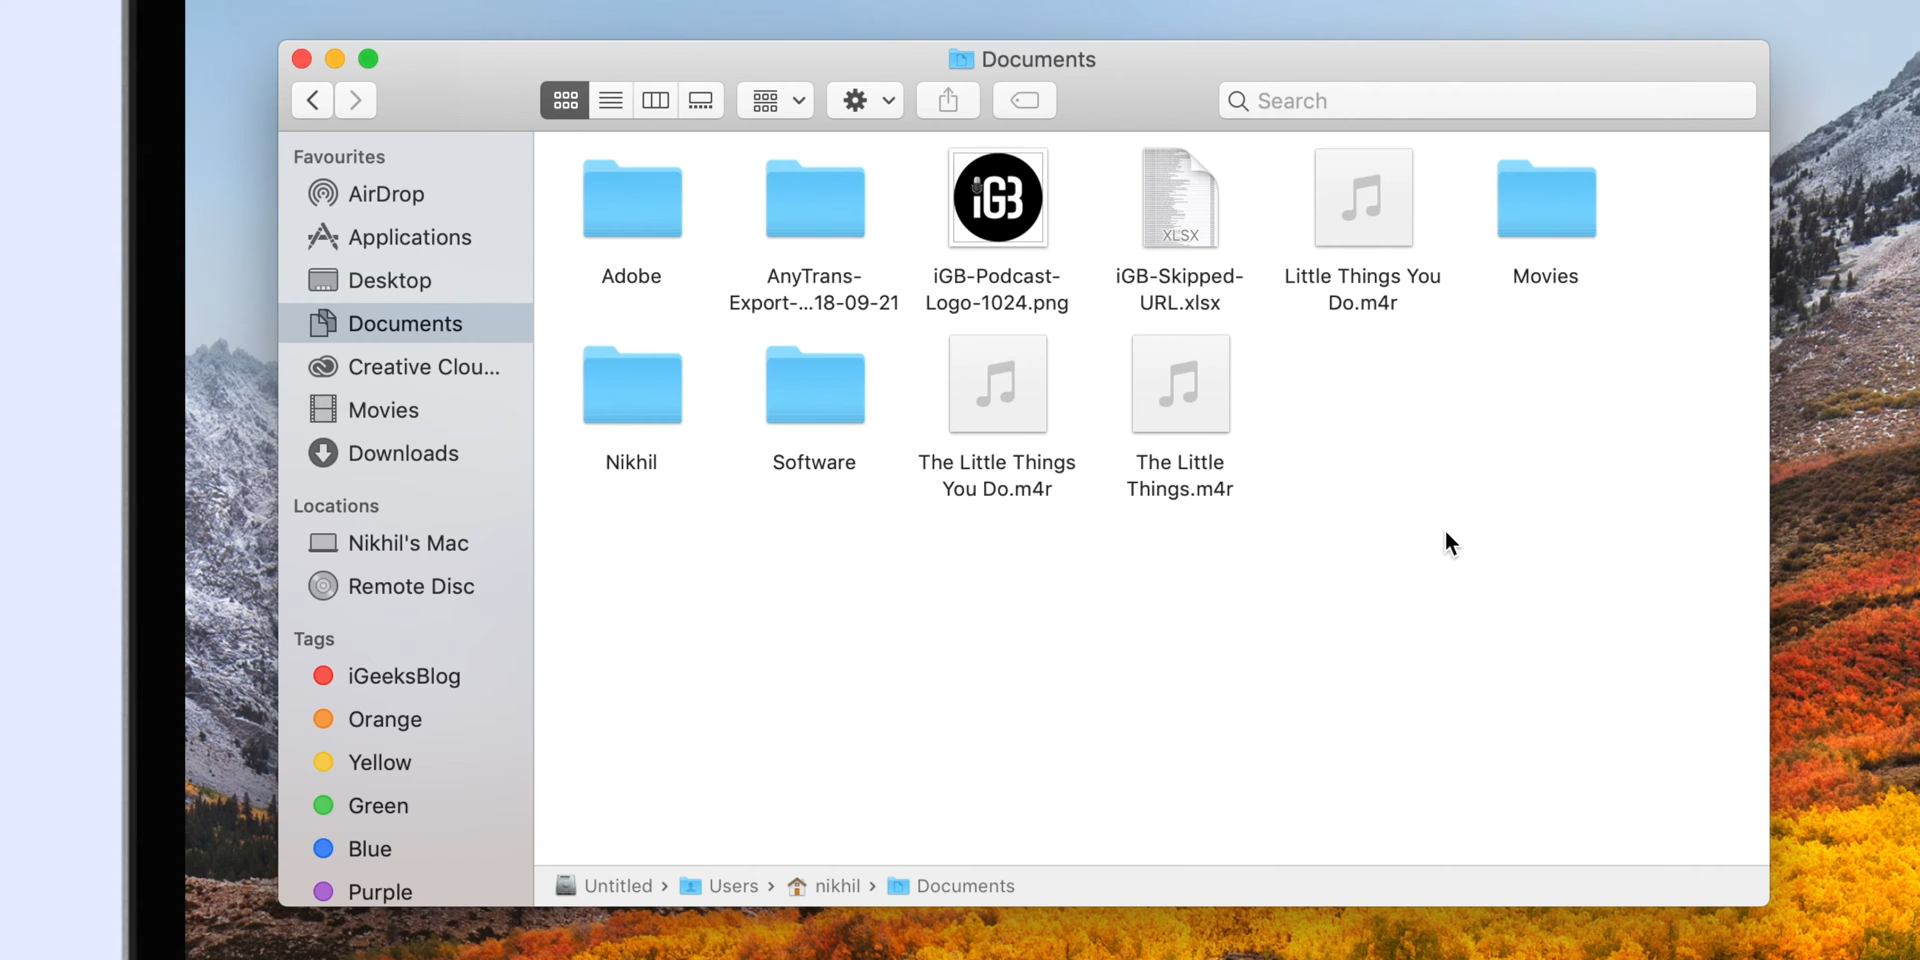 Documents
Search
Favourites
AirDrop
Applications
Desktop
Documents
Creative Clou...
Movies
Downloads
Locations
Nikhil's Mac
Remote Disc
Tags
iGeeksBlog
Orange
Yellow
Green
Blue
Purple
Adobe
AnyTrans-
Export-...18-09-21
iGB
iGB-Podcast-
Logo-1024.png
XLSX
iGB-Skipped-
URL.xlsx
Little Things You
Do.m4r
Movies
Nikhil
Software
The Little Things
You Do.m4r
The Little
Things.m4r
Untitled › Users › nikhil › Documents